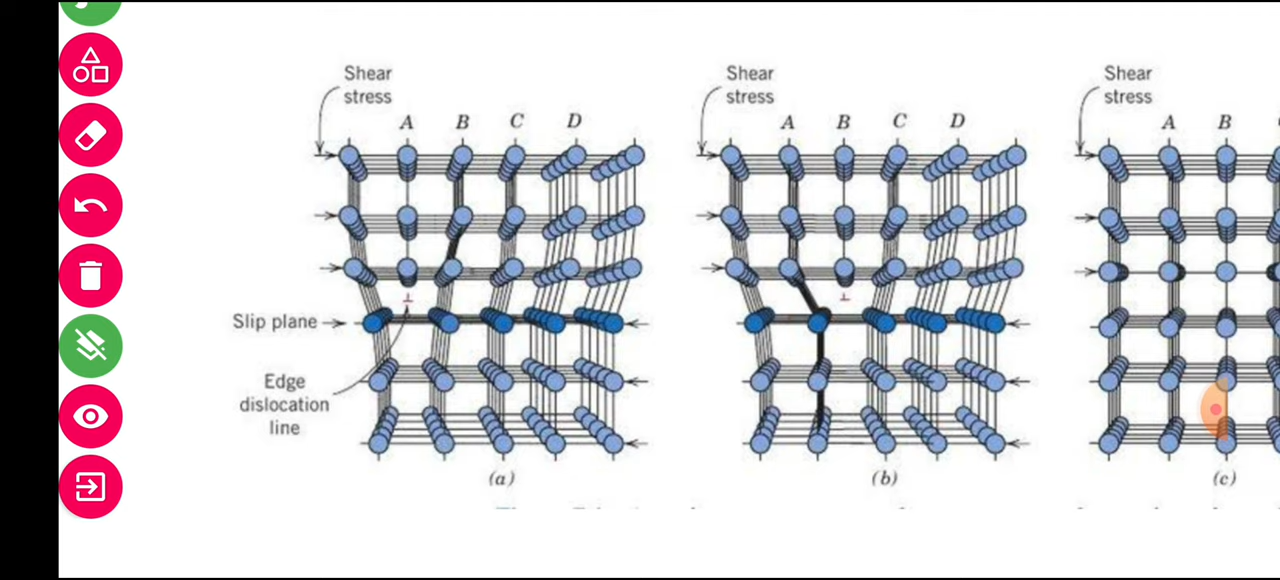 Shear
stress
A B C D
Slip plane
Edge
dislocation
line
(a)
Shear
stress
A B C D
(b)
Shear
stress
A B
(c)